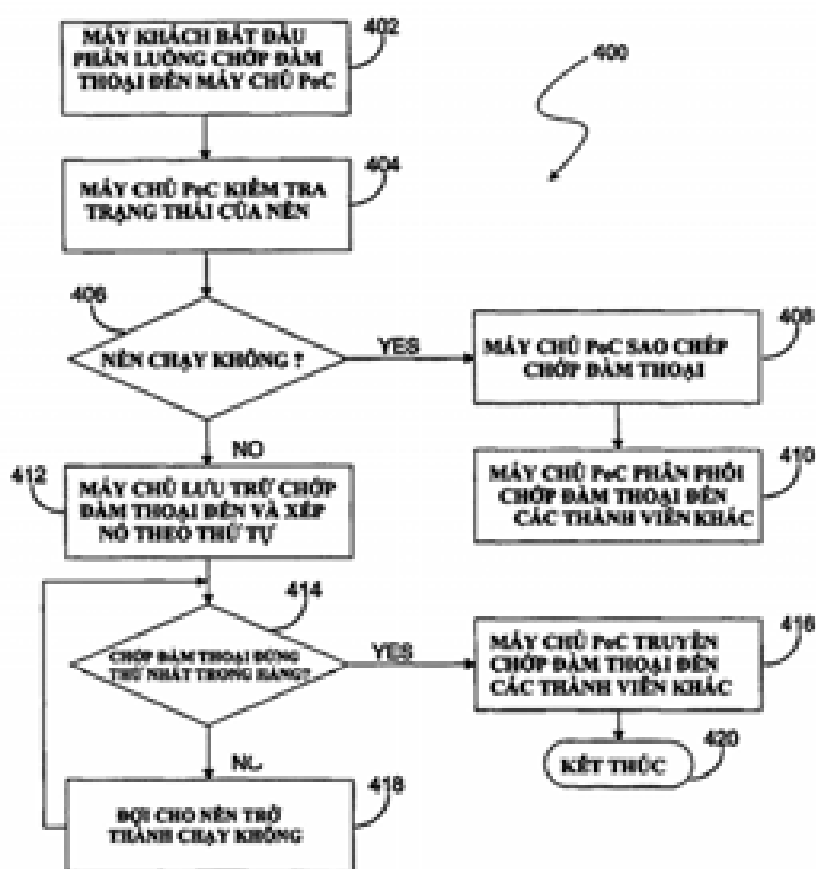 402
MÁY KHÁCH BẮT ĐẦU
PHÂN LUỒNG CHỚP ĐÀM
THOẠI ĐẾN MÁY CHỦ PoC
400
404
MÁY CHỦ PoC KIỂM TRA
TRẠNG THÁI CỦA NỀN
406
NỀN CHẠY KHÔNG ?
YES
408
MÁY CHỦ PoC SAO CHÉP
CHỚP ĐÀM THOẠI
NO
410
MÁY CHỦ PoC PHÂN PHỐI
CHỚP ĐÀM THOẠI ĐẾN
CÁC THÀNH VIÊN KHÁC
412
MÁY CHỦ LƯU TRỮ CHỚP
ĐÀM THOẠI ĐẾN VÀ XẾP
NÓ THEO THỨ TỰ
414
CHỚP ĐÀM THOẠI ĐỨNG
THỨ NHẤT TRONG HÀNG?
YES
416
MÁY CHỦ PoC TRUYỀN
CHỚP ĐÀM THOẠI ĐẾN
CÁC THÀNH VIÊN KHÁC
NO
420
KẾT THÚC
418
ĐỢI CHO NỀN TRỞ
THÀNH CHẠY KHÔNG